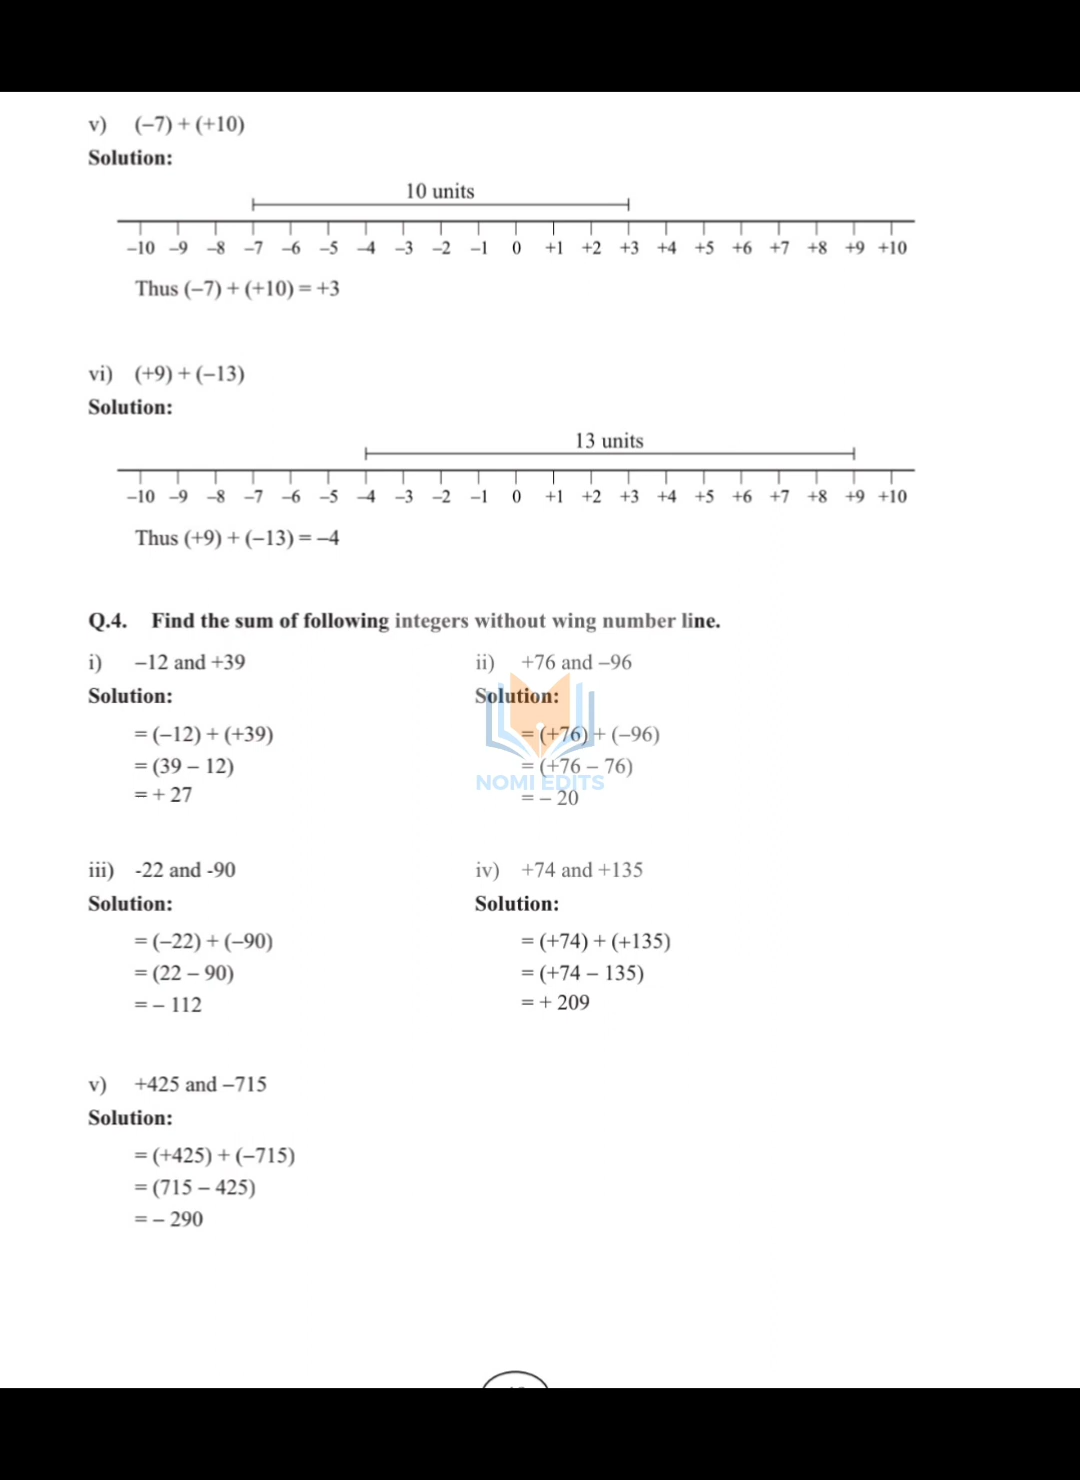 v) (–7) + (+10)
Solution:
10 units
–10 –9 –8 –7 –6 –5 –4 –3 –2 –1 0 +1 +2 +3 +4 +5 +6 +7 +8 +9 +10
Thus (–7) + (+10) = +3
vi) (+9) + (–13)
Solution:
13 units
–10 –9 –8 –7 –6 –5 –4 –3 –2 –1 0 +1 +2 +3 +4 +5 +6 +7 +8 +9 +10
Thus (+9) + (–13) = –4
Q.4. Find the sum of following integers without wing number line.
i) –12 and +39
Solution:
= (–12) + (+39)
= (39 – 12)
= + 27
ii) +76 and –96
Solution:
= (+76) + (–96)
= (+76 – 76)
= – 20
NOMI EDITS
iii) -22 and -90
Solution:
= (–22) + (–90)
= (22 – 90)
= – 112
iv) +74 and +135
Solution:
= (+74) + (+135)
= (+74 – 135)
= + 209
v) +425 and –715
Solution:
= (+425) + (–715)
= (715 – 425)
= – 290